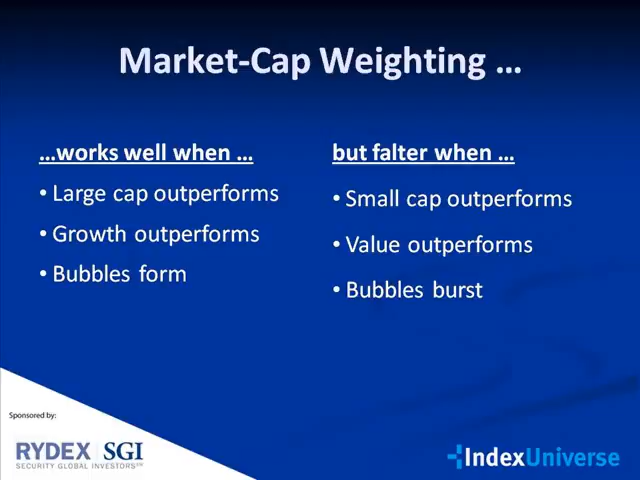 Market-Cap Weighting …
…works well when …
• Large cap outperforms
• Growth outperforms
• Bubbles form
but falter when …
• Small cap outperforms
• Value outperforms
• Bubbles burst
Sponsored by:
RYDEX | SGI
SECURITY GLOBAL INVESTORS℠
IndexUniverse